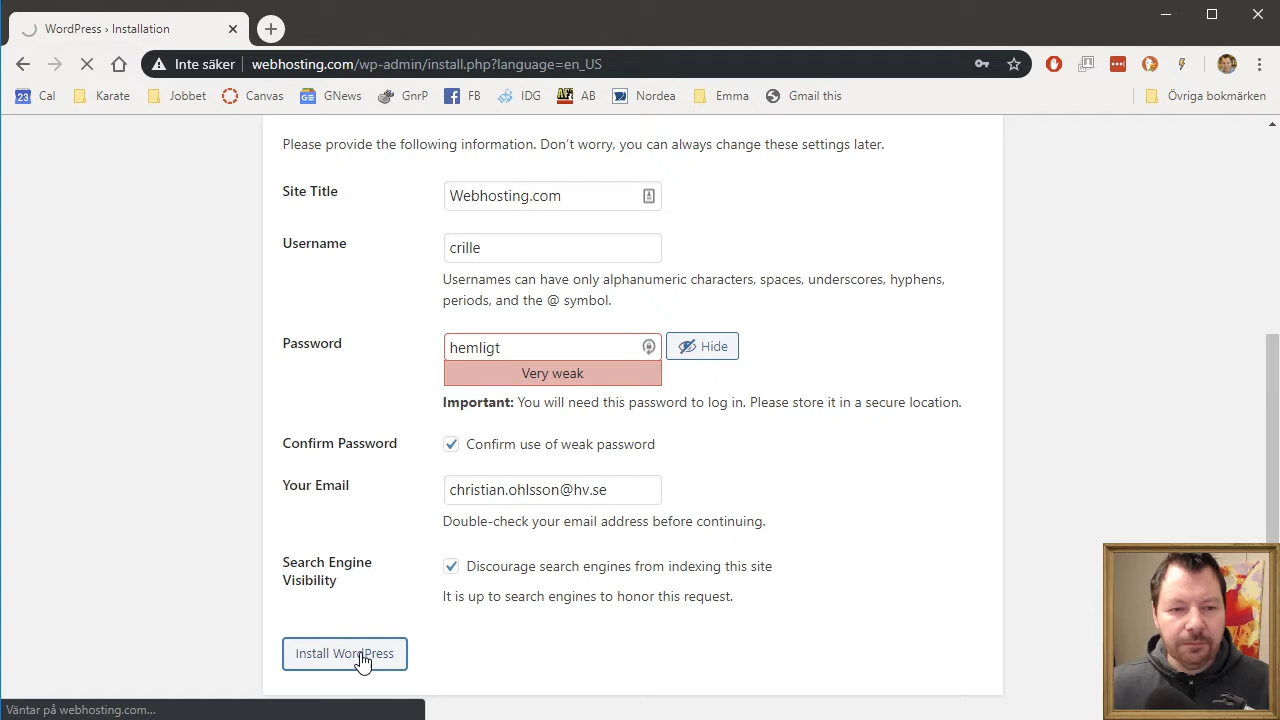 WordPress › Installation
Inte säker
webhosting.com/wp-admin/install.php?language=en_US
23 Cal
Karate
Jobbet
Canvas
GNews
GnrP
FB
IDG
AB
Nordea
Emma
Gmail this
Övriga bokmärken
Please provide the following information. Don’t worry, you can always change these settings later.
Site Title
Webhosting.com
Username
crille
Usernames can have only alphanumeric characters, spaces, underscores, hyphens,
periods, and the @ symbol.
Password
hemligt
Hide
Very weak
Important: You will need this password to log in. Please store it in a secure location.
Confirm Password
Confirm use of weak password
Your Email
christian.ohlsson@hv.se
Double-check your email address before continuing.
Search Engine
Visibility
Discourage search engines from indexing this site
It is up to search engines to honor this request.
Install WordPress
Väntar på webhosting.com...